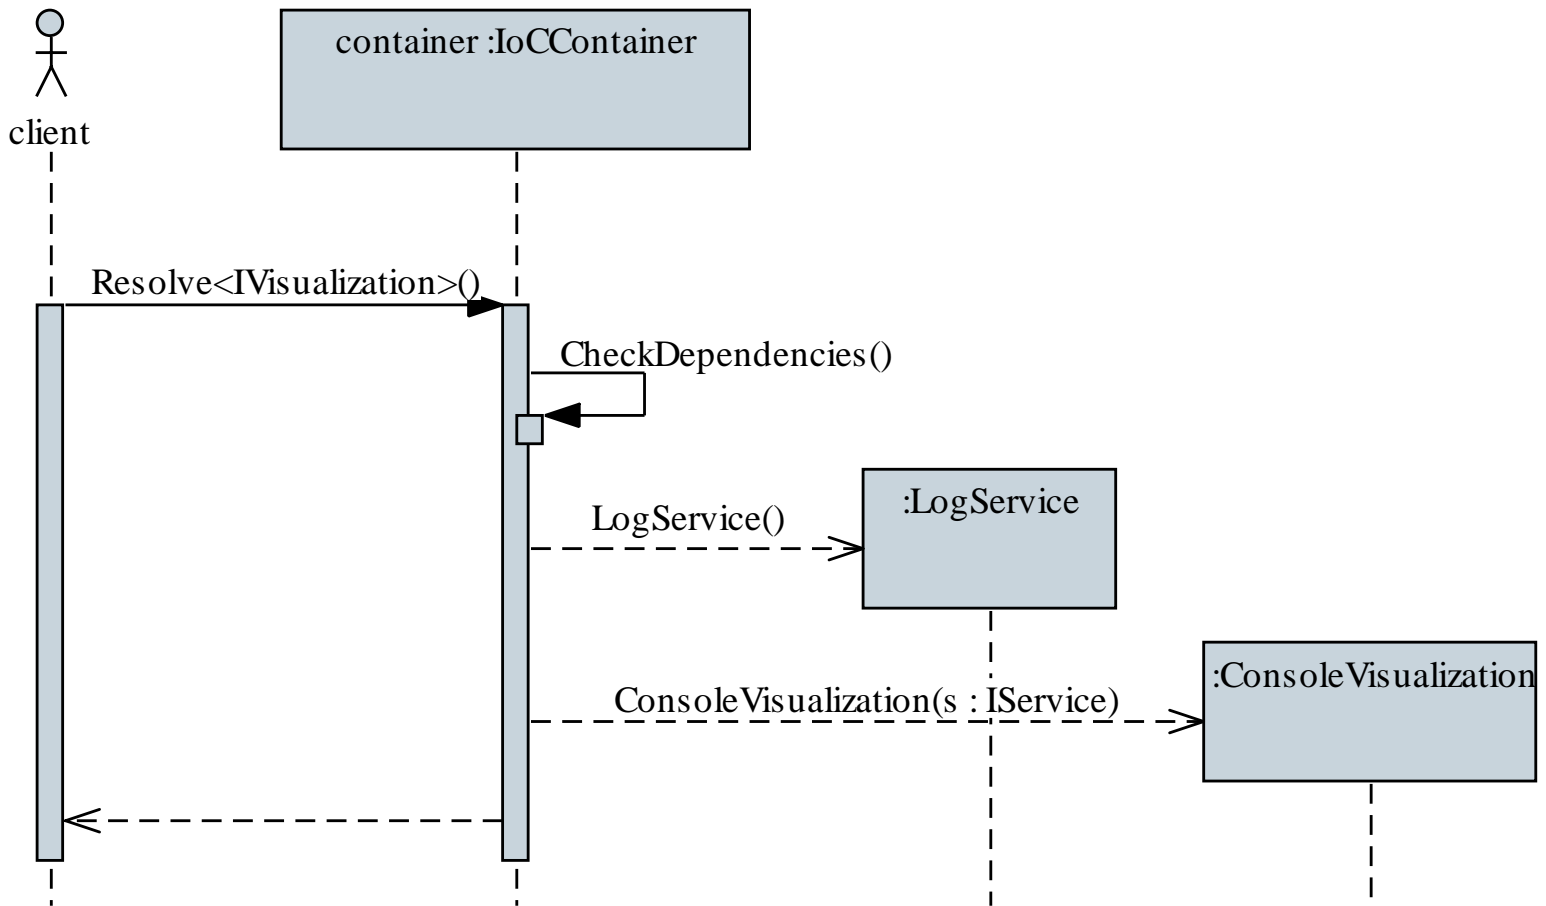 container :IoCContainer
client
Resolve<IVisualization>()
CheckDependencies()
:LogService
LogService()
:ConsoleVisualization
ConsoleVisualization(s : IService)